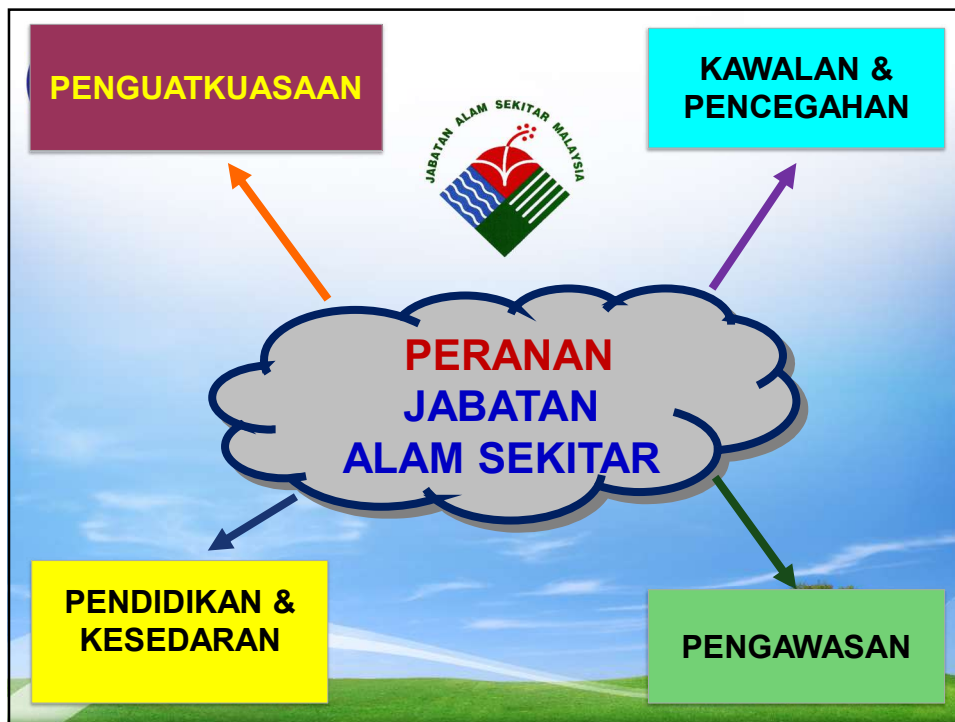 PENGUATKUASAAN
KAWALAN &
PENCEGAHAN
JABATAN ALAM SEKITAR MALAYSIA
PERANAN
JABATAN
ALAM SEKITAR
PENDIDIKAN &
KESEDARAN
PENGAWASAN